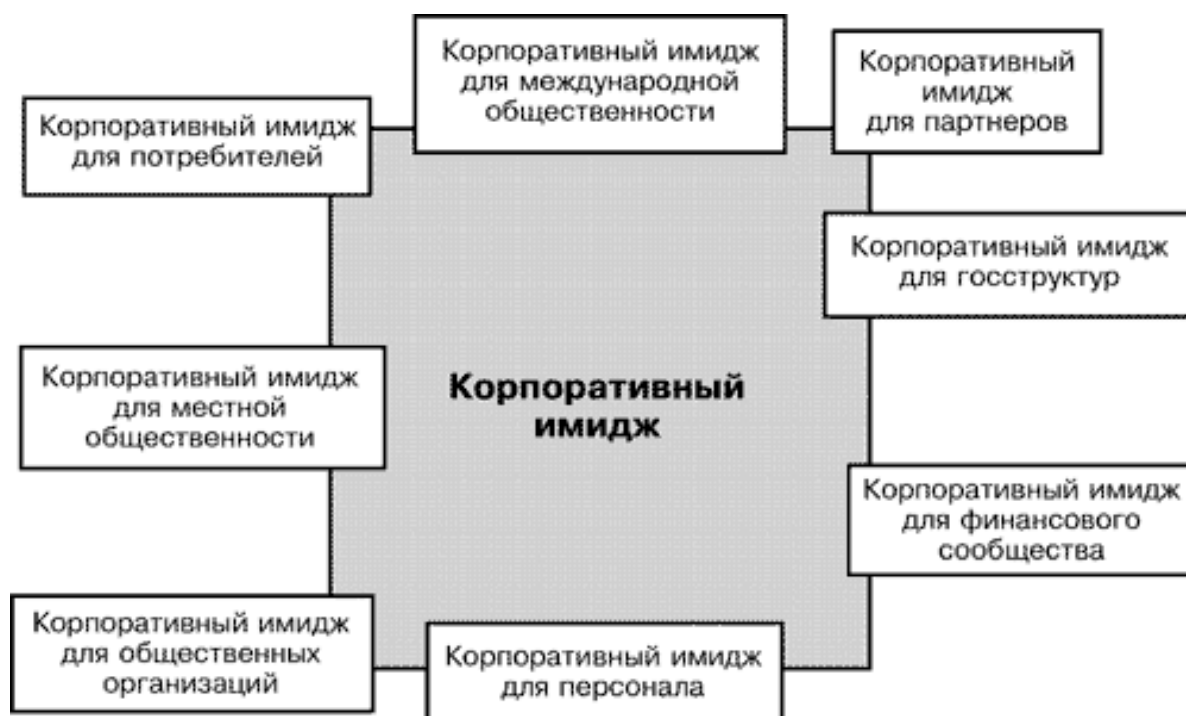 Корпоративный имидж
для международной
общественности
Корпоративный
имидж
для партнеров
Корпоративный имидж
для потребителей
Корпоративный имидж
для госструктур
Корпоративный имидж
для местной
общественности
Корпоративный
имидж
Корпоративный имидж
для финансового
сообщества
Корпоративный имидж
для общественных
организаций
Корпоративный имидж
для персонала